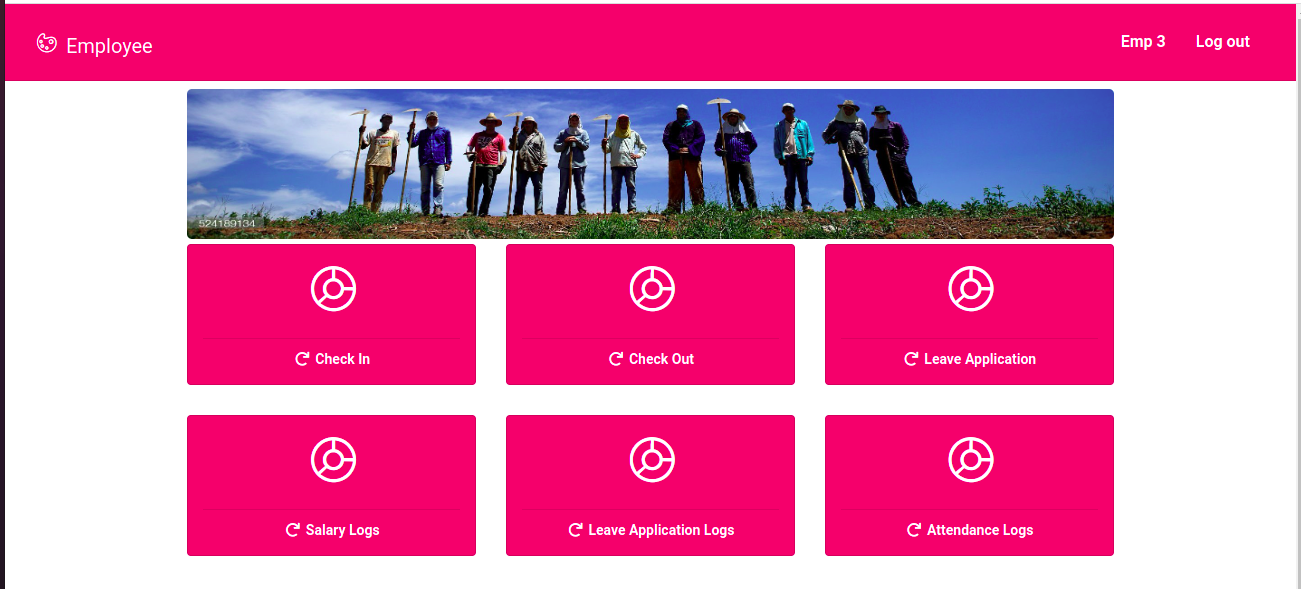 Employee
Emp 3
Log out
524189134
Check In
Check Out
Leave Application
Salary Logs
Leave Application Logs
Attendance Logs